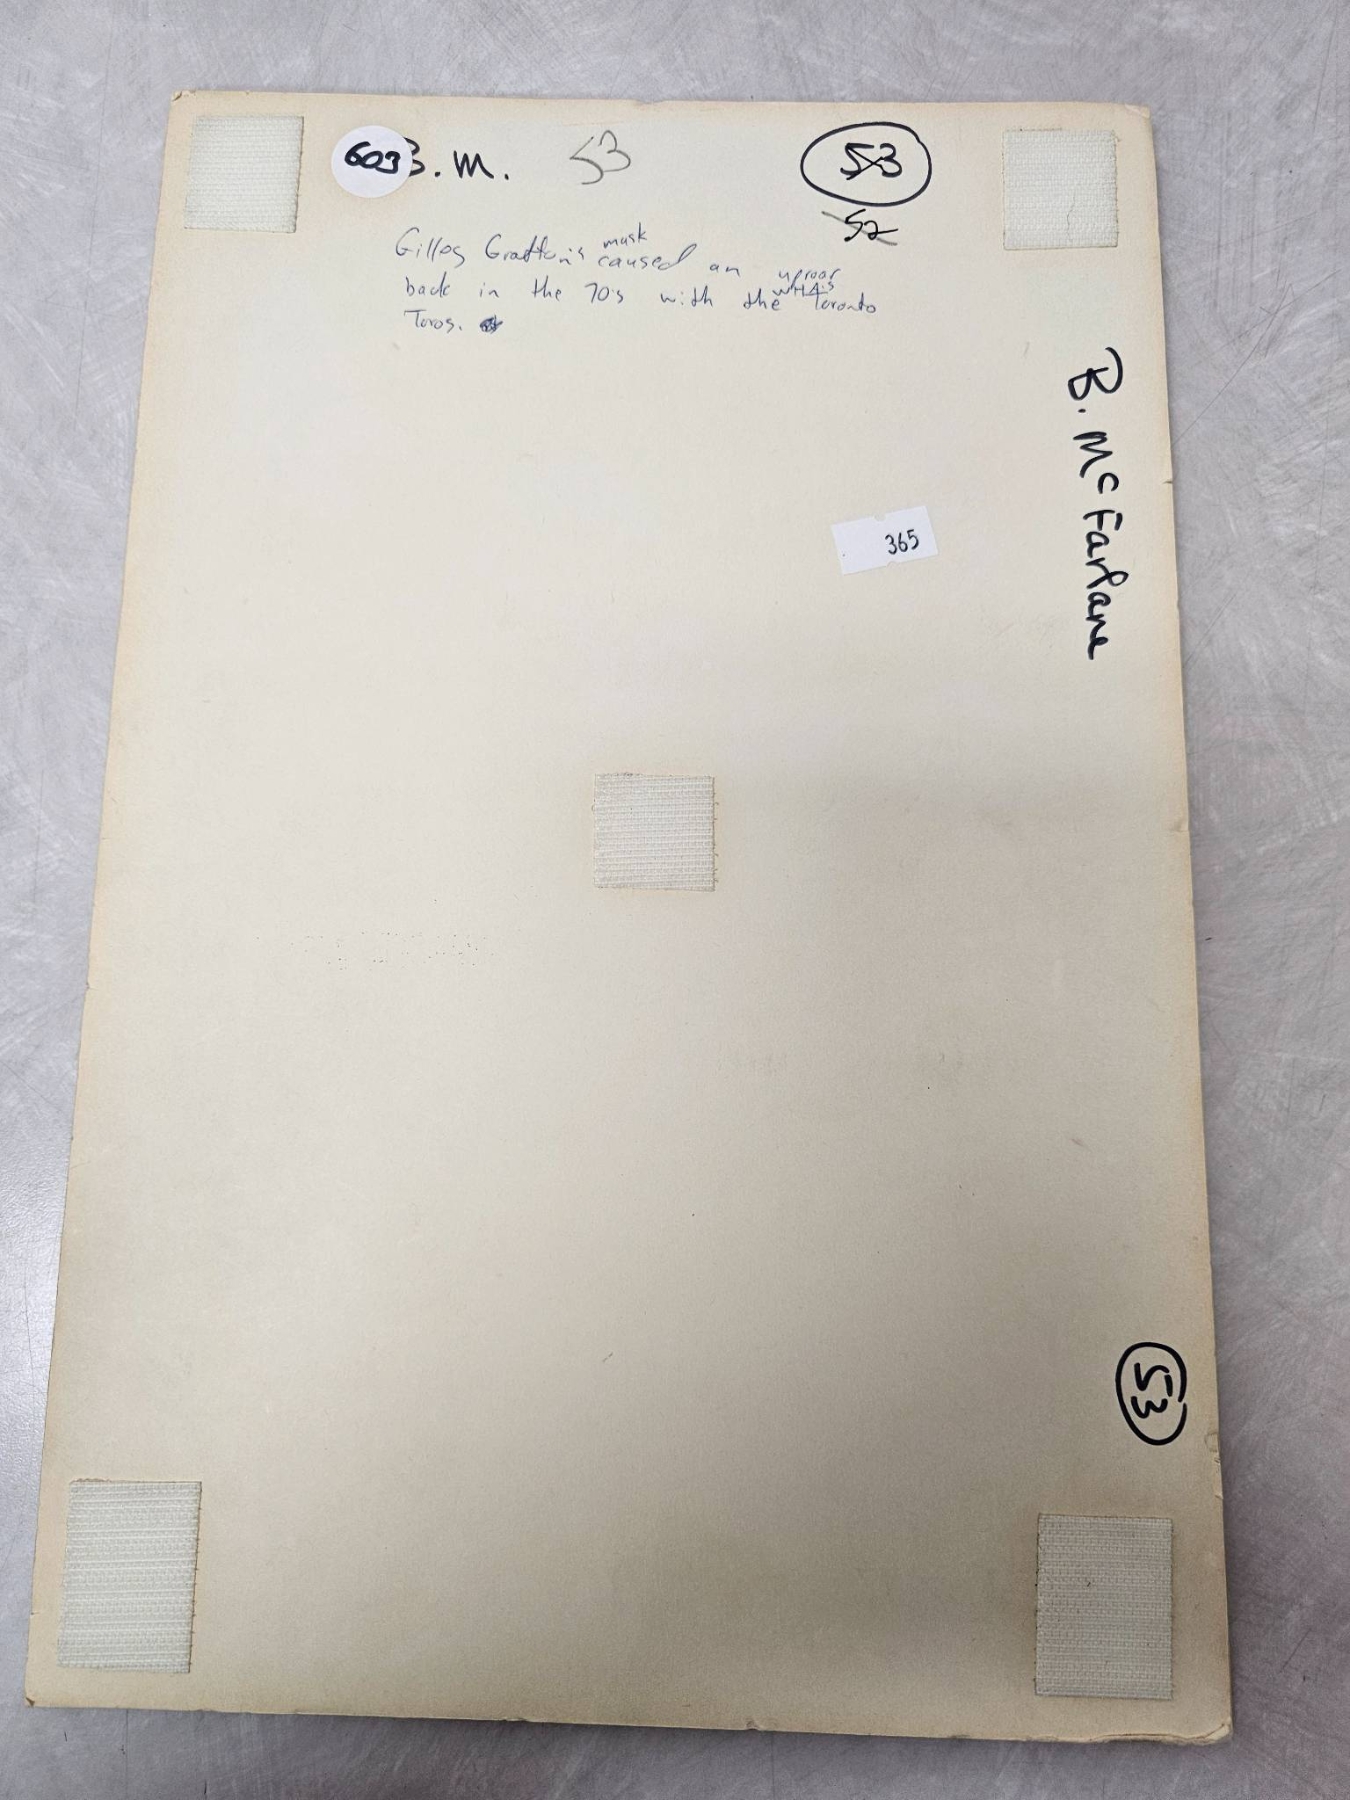 603
B.M.
53
53
52
Gilles Gratton's mask caused an uproar
back in the 70's with the WHA's Toronto
Toros.
B. McFarlane
365
53